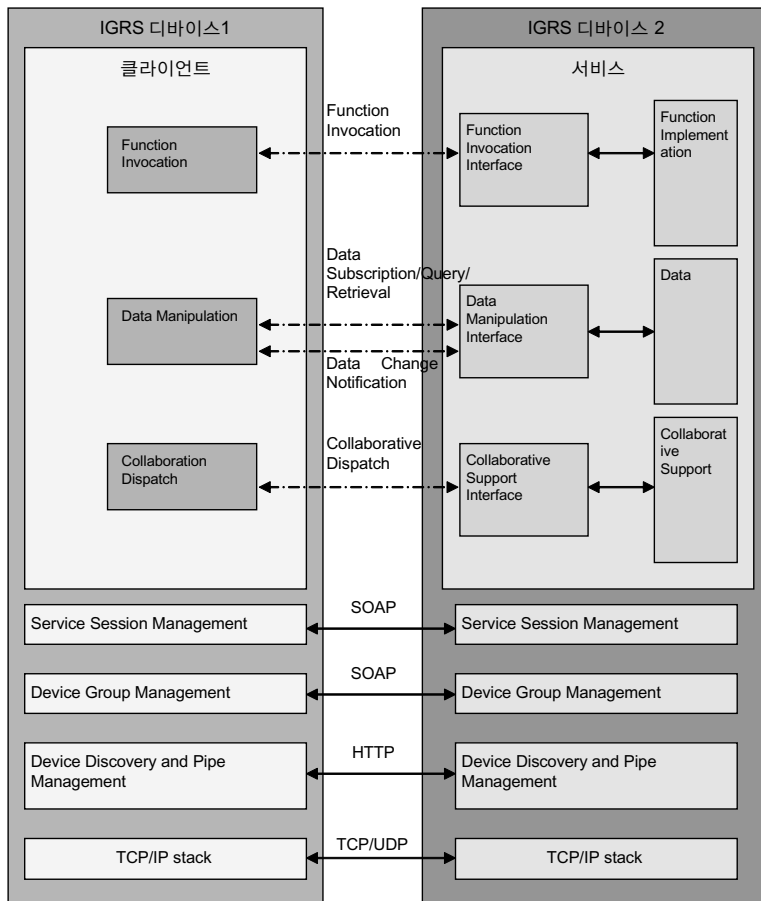 IGRS 디바이스1
IGRS 디바이스 2
클라이언트
서비스
Function
Invocation
Function
Invocation
Function
Invocation
Interface
Function
Implement
ation
Data
Subscription/Query/
Retrieval
Data Manipulation
Data
Manipulation
Interface
Data
Data Change
Notification
Collaborative
Dispatch
Collaboration
Dispatch
Collaborative
Support
Interface
Collaborat
ive
Support
Service Session Management
SOAP
Service Session Management
Device Group Management
SOAP
Device Group Management
Device Discovery and Pipe
Management
HTTP
Device Discovery and Pipe
Management
TCP/IP stack
TCP/UDP
TCP/IP stack